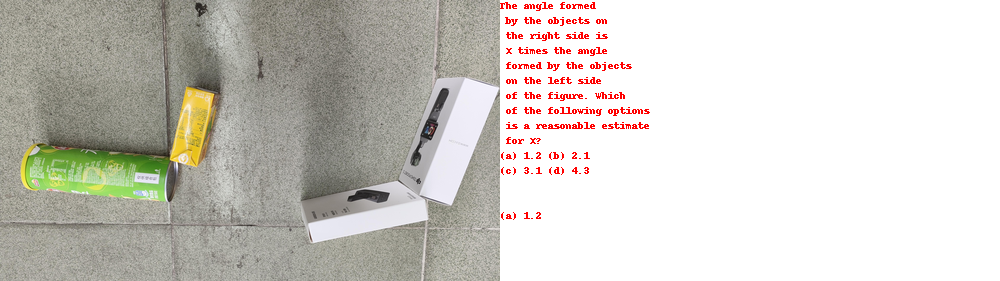 The angle formed
by the objects on
the right side is
X times the angle
formed by the objects
on the left side
of the figure. Which
of the following options
is a reasonable estimate
for X?
(a) 1.2 (b) 2.1
(c) 3.1 (d) 4.3
(a) 1.2